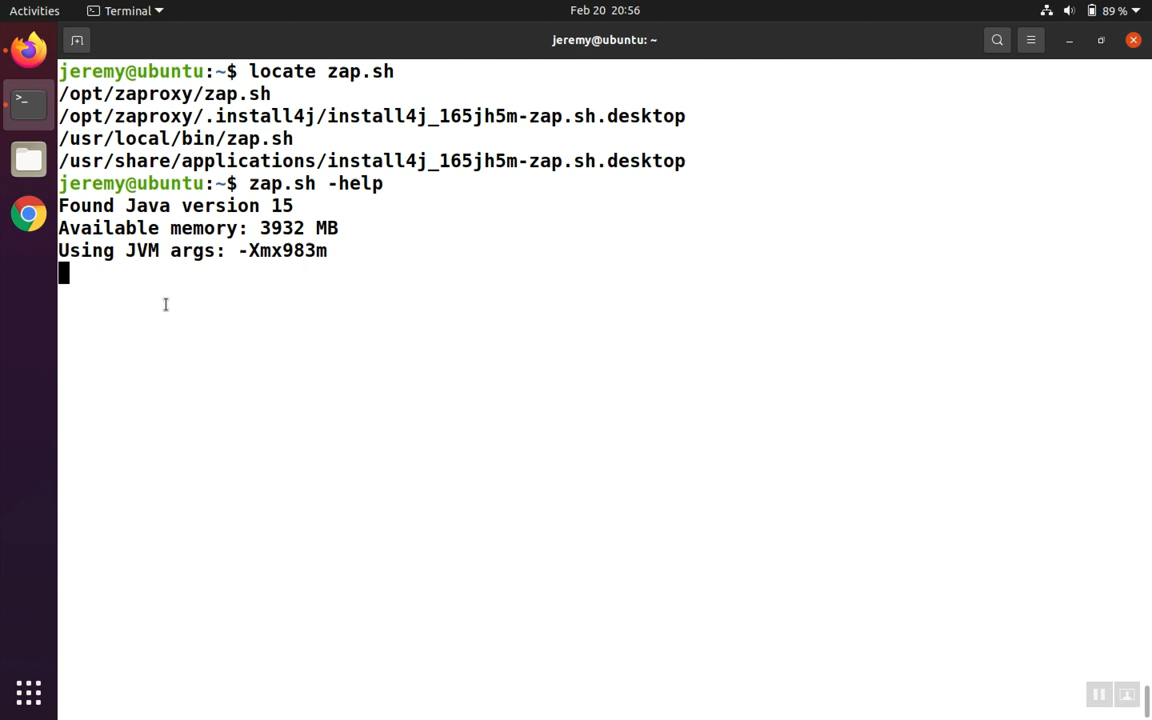 Activities
Terminal
Feb 20 20:56
89 %
jeremy@ubuntu: ~
jeremy@ubuntu:~$ locate zap.sh
/opt/zaproxy/zap.sh
/opt/zaproxy/.install4j/install4j_165jh5m-zap.sh.desktop
/usr/local/bin/zap.sh
/usr/share/applications/install4j_165jh5m-zap.sh.desktop
jeremy@ubuntu:~$ zap.sh -help
Found Java version 15
Available memory: 3932 MB
Using JVM args: -Xmx983m